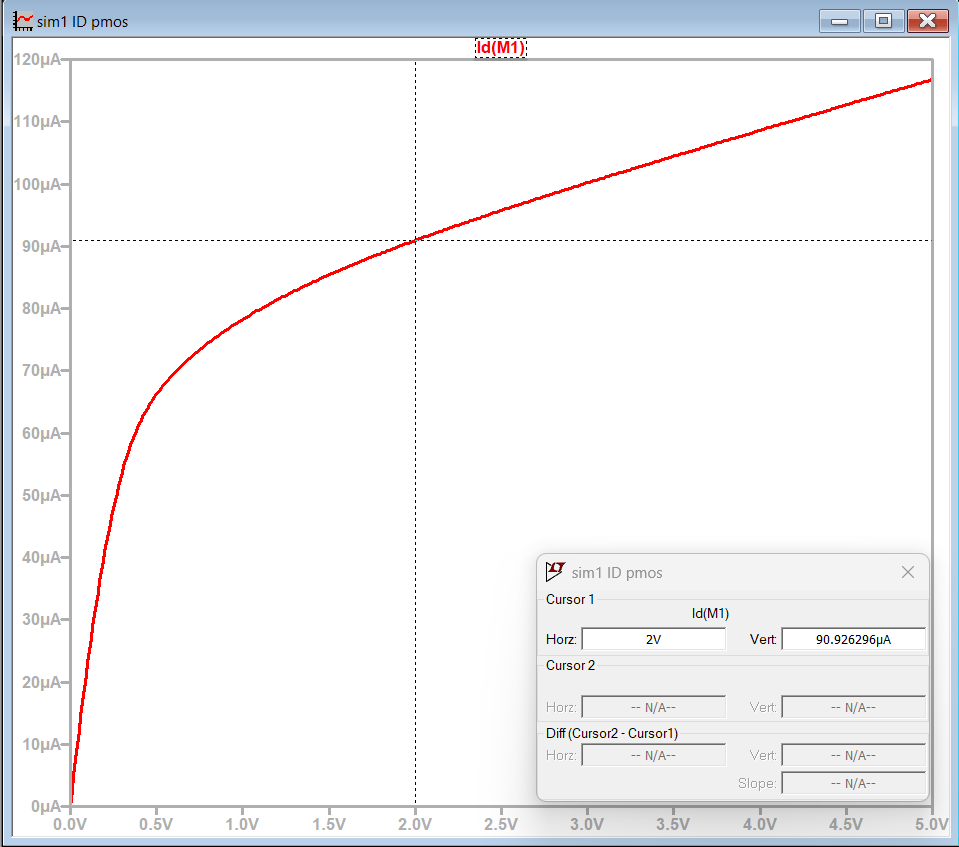 sim1 ID pmos
Id(M1)
120µA
110µA
100µA
90µA
80µA
70µA
60µA
50µA
40µA
30µA
20µA
10µA
0µA
0.0V 0.5V 1.0V 1.5V 2.0V 2.5V 3.0V 3.5V 4.0V 4.5V 5.0V
sim1 ID pmos
Cursor 1
Id(M1)
Horz: 2V Vert: 90.926296µA
Cursor 2
Horz: -- N/A-- Vert: -- N/A--
Diff (Cursor2 - Cursor1)
Horz: -- N/A-- Vert: -- N/A--
Slope: -- N/A--